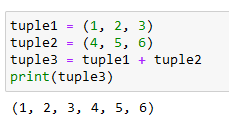 tuple1 = (1, 2, 3)
tuple2 = (4, 5, 6)
tuple3 = tuple1 + tuple2
print(tuple3)
(1, 2, 3, 4, 5, 6)